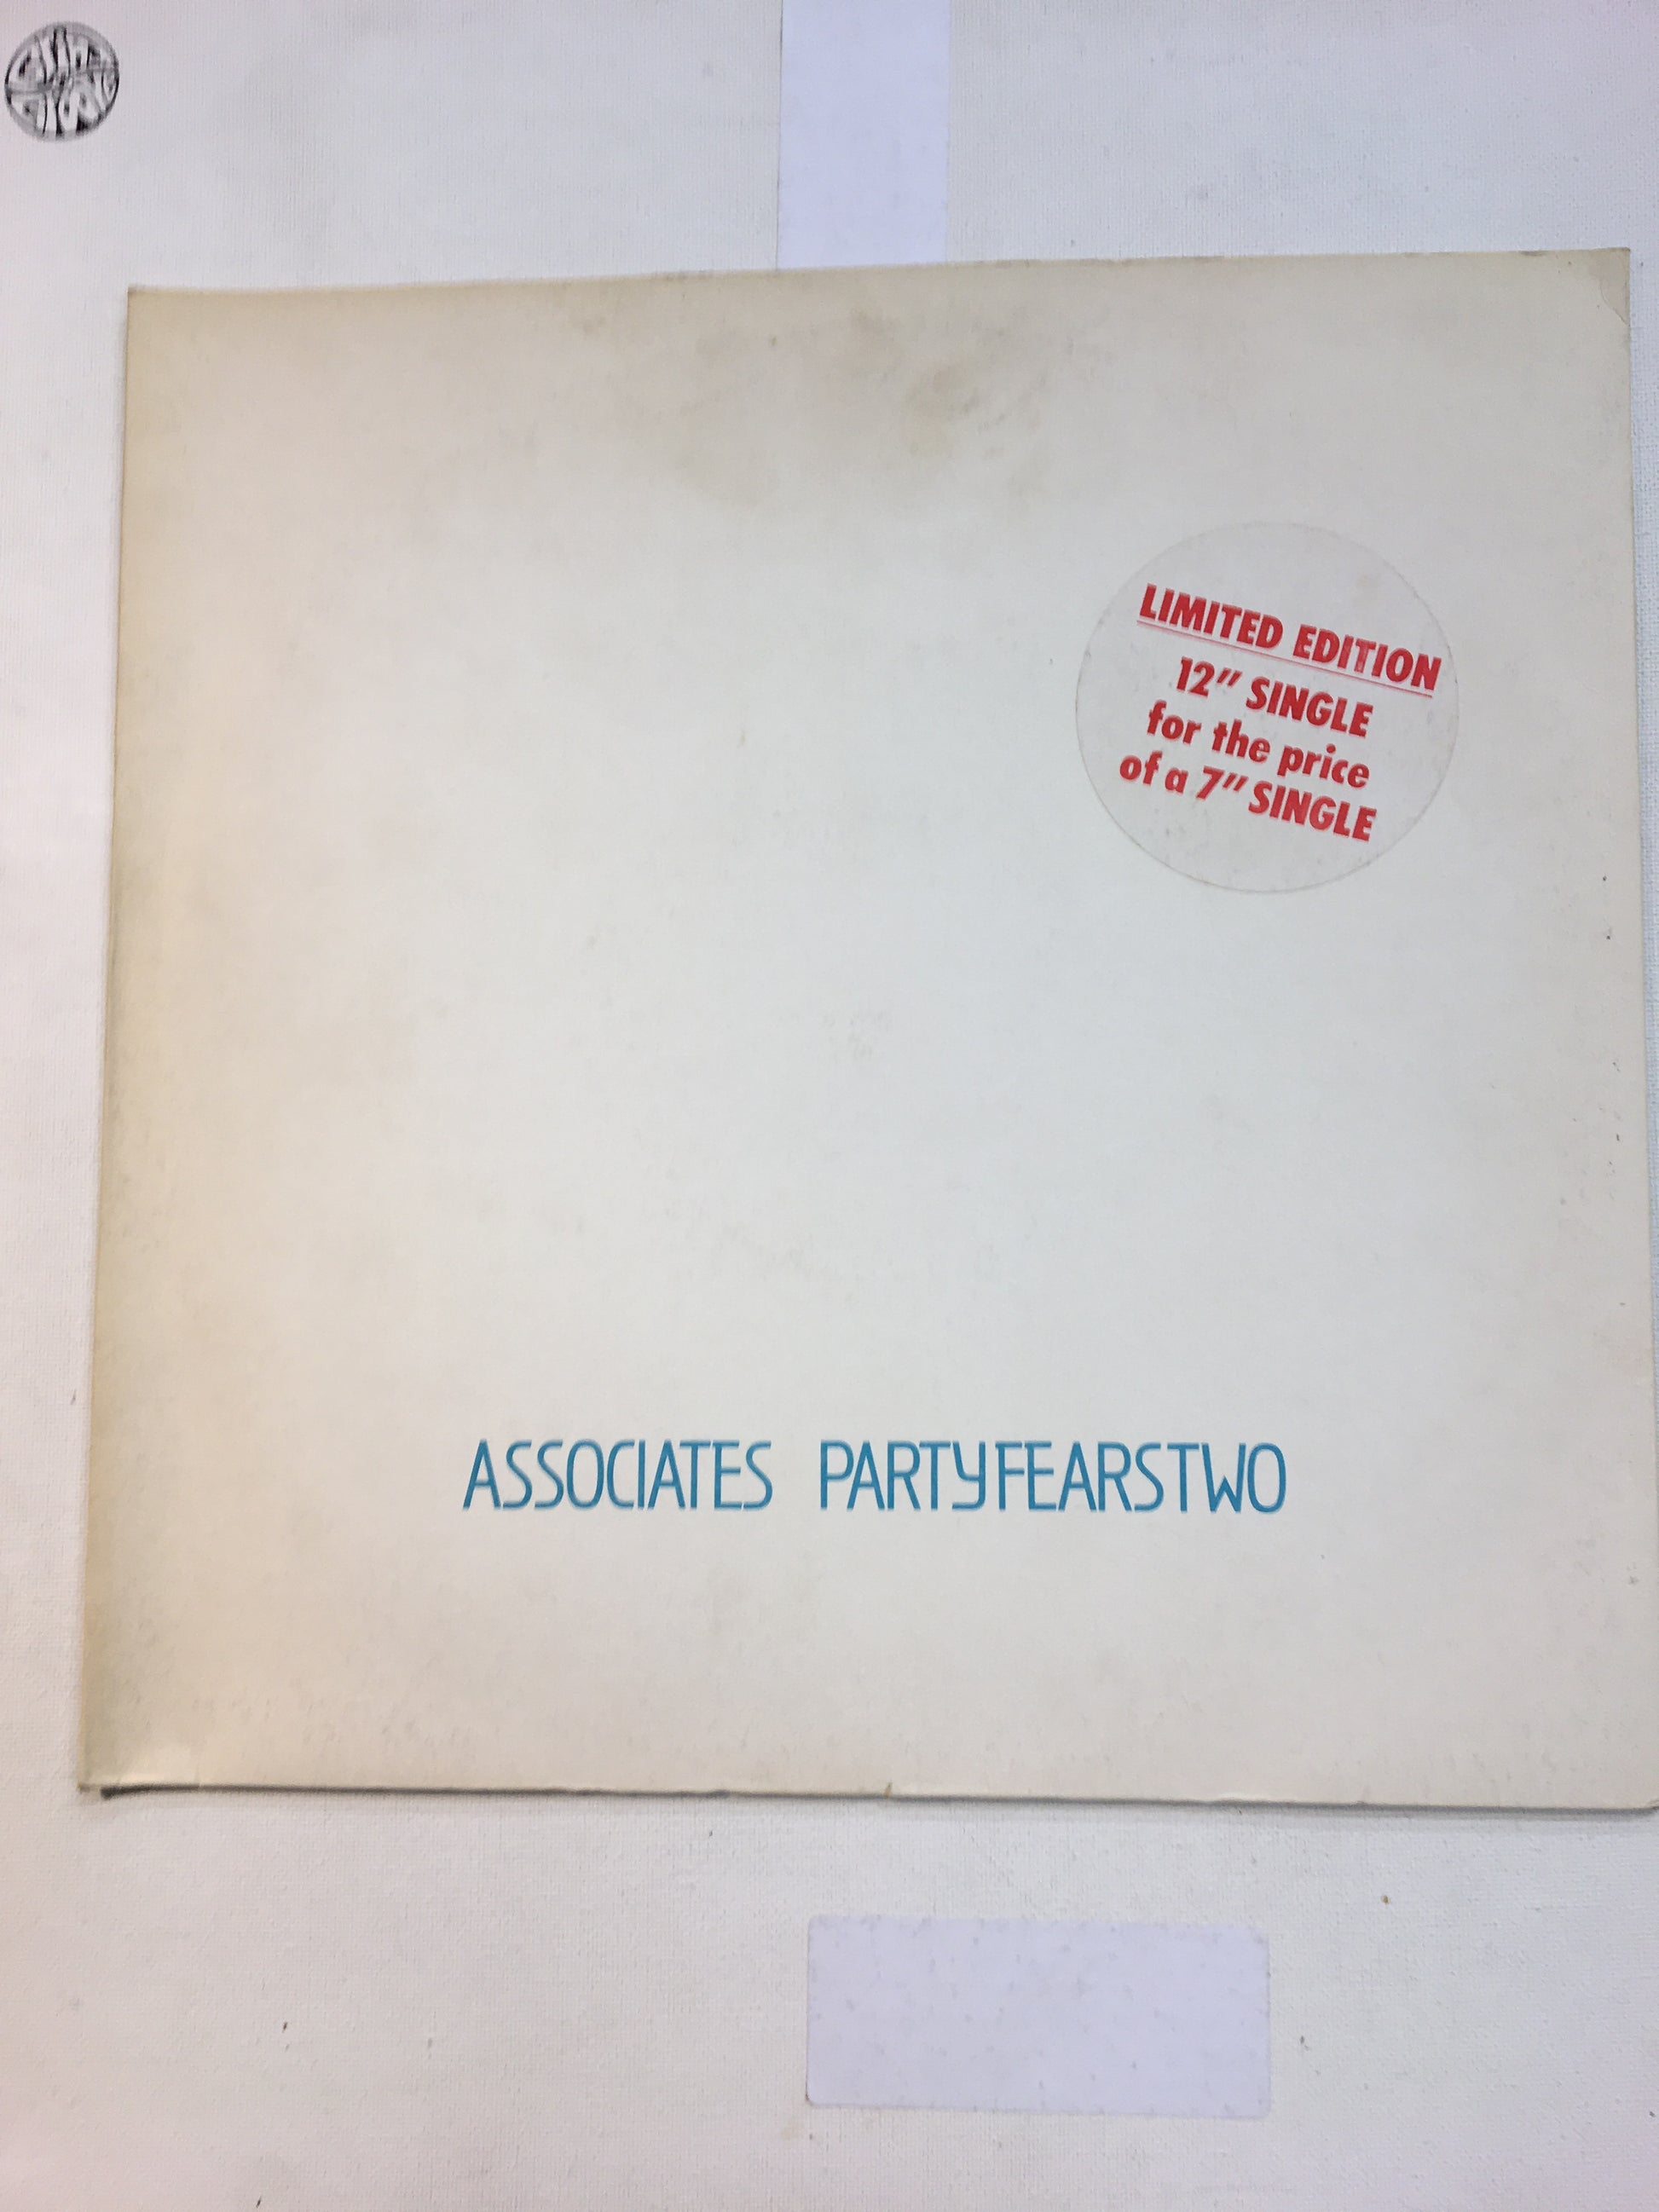 LIMITED EDITION
12" SINGLE
for the price
of a 7" SINGLE
ASSOCIATES PARTYFEARSTWO